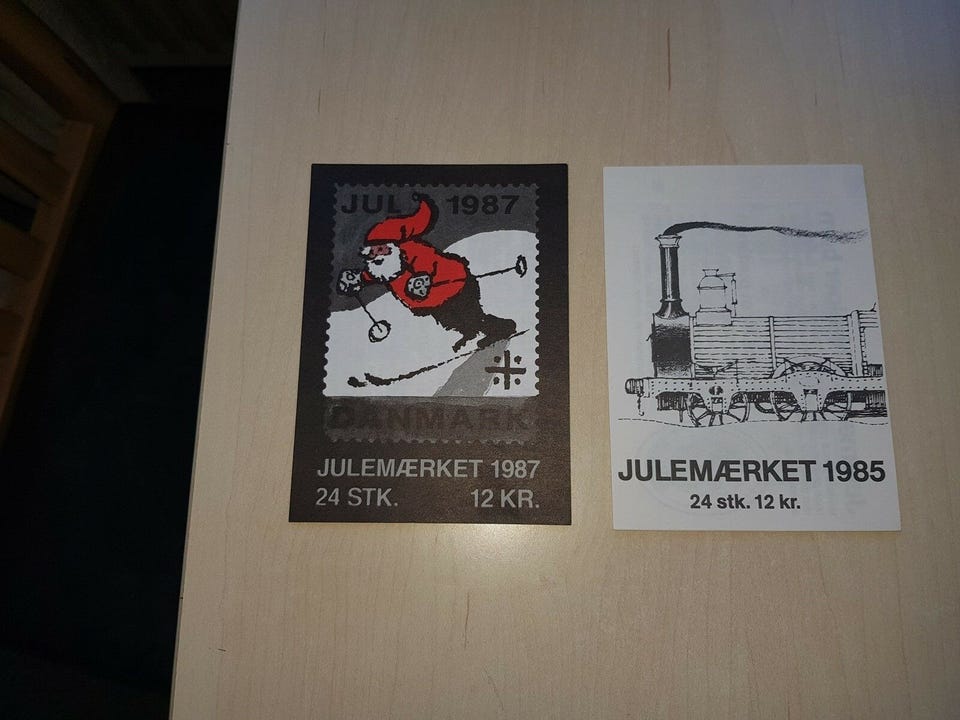 JUL 1987
DANMARK
JULEMÆRKET 1987
24 STK. 12 KR.
JULEMÆRKET 1985
24 stk. 12 kr.